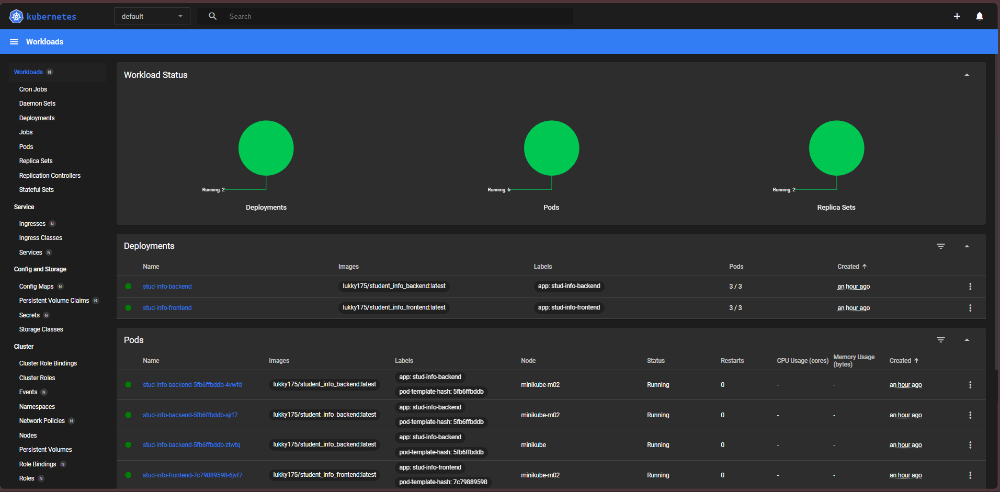 kubernetes
default
Search
Workloads
Workloads N
Cron Jobs
Daemon Sets
Deployments
Jobs
Pods
Replica Sets
Replication Controllers
Stateful Sets
Service
Ingresses N
Ingress Classes
Services N
Config and Storage
Config Maps N
Persistent Volume Claims N
Secrets N
Storage Classes
Cluster
Cluster Role Bindings
Cluster Roles
Events N
Namespaces
Network Policies N
Nodes
Persistent Volumes
Role Bindings N
Roles N
Workload Status
Running: 2
Deployments
Running: 6
Pods
Running: 2
Replica Sets
Deployments
Name Images Labels Pods Created
stud-info-backend lukky175/student_info_backend:latest app: stud-info-backend 3 / 3 an hour ago
stud-info-frontend lukky175/student_info_frontend:latest app: stud-info-frontend 3 / 3 an hour ago
Pods
Name Images Labels Node Status Restarts CPU Usage (cores) Memory Usage (bytes) Created
app: stud-info-backend
stud-info-backend-5fb6ffbddb-4vwfd lukky175/student_info_backend:latest minikube-m02 Running 0 - - an hour ago
pod-template-hash: 5fb6ffbddb
app: stud-info-backend
stud-info-backend-5fb6ffbddb-sjrf7 lukky175/student_info_backend:latest minikube-m02 Running 0 - - an hour ago
pod-template-hash: 5fb6ffbddb
app: stud-info-backend
stud-info-backend-5fb6ffbddb-ztwtq lukky175/student_info_backend:latest minikube Running 0 - - an hour ago
pod-template-hash: 5fb6ffbddb
app: stud-info-frontend
stud-info-frontend-7c79889598-6jvf7 lukky175/student_info_frontend:latest minikube-m02 Running 0 - - an hour ago
pod-template-hash: 7c79889598